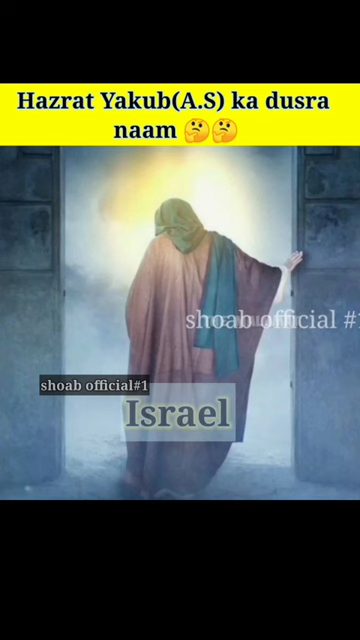 Hazrat Yakub(A.S) ka dusra
naam 🤔🤔
shoab official #1
shoab official#1
Israel